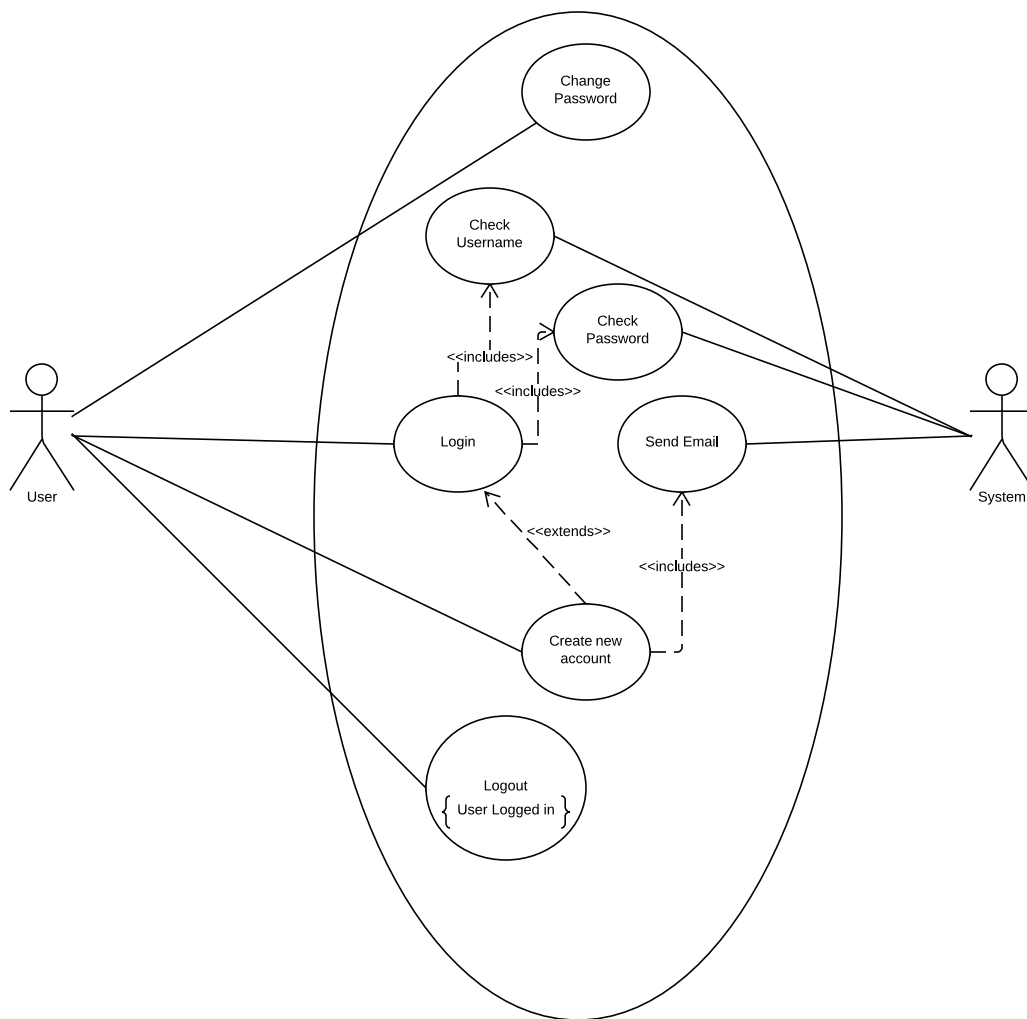 Change
Password
Check
Username
Check
Password
<<includes>>
<<includes>>
Login
Send Email
User
System
<<extends>>
<<includes>>
Create new
account
Logout
{ User Logged in }